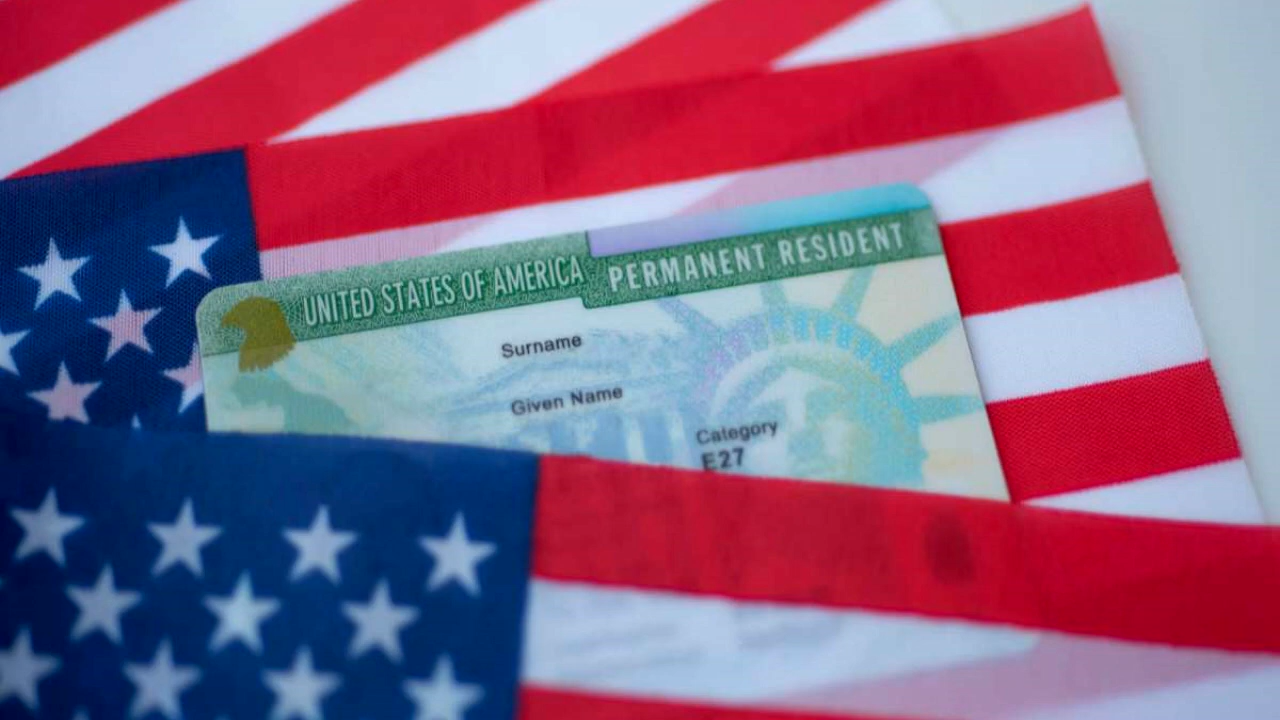 UNITED STATES OF AMERICA PERMANENT RESIDENT
Surname
Given Name
Category
E27